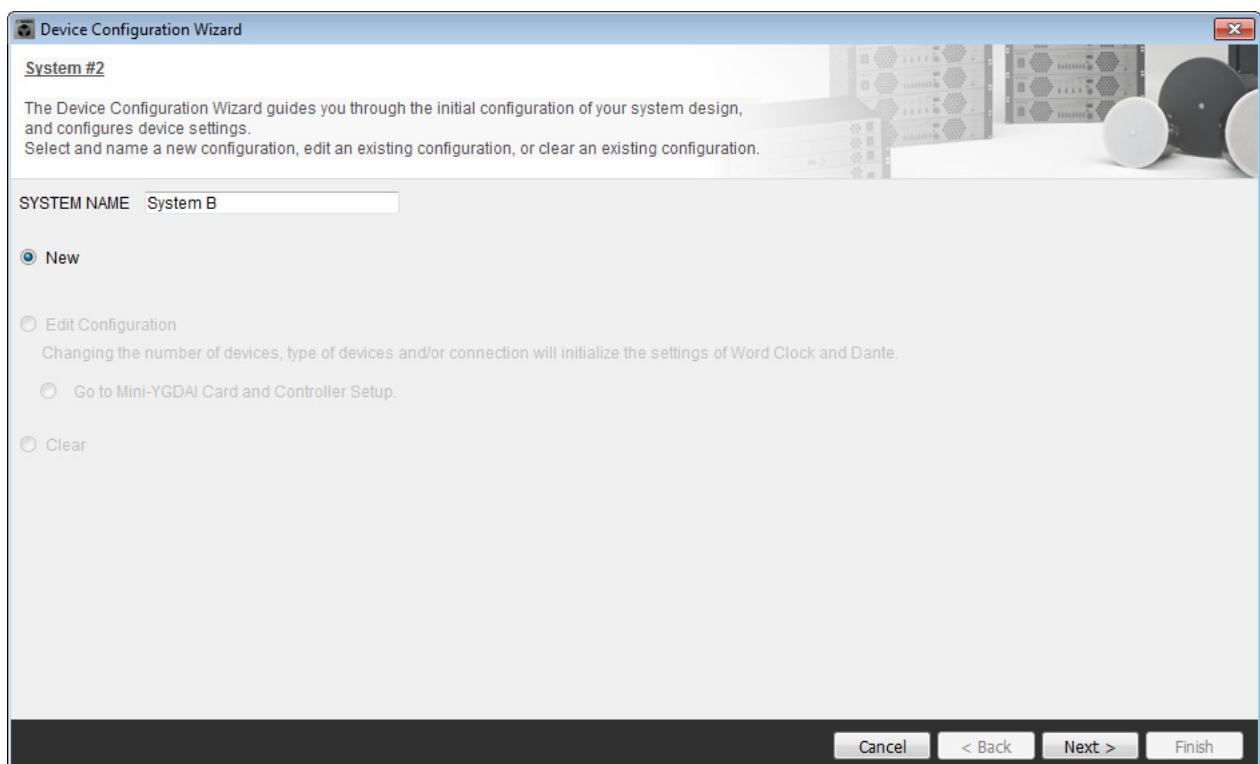 Device Configuration Wizard
System #2
The Device Configuration Wizard guides you through the initial configuration of your system design,
and configures device settings.
Select and name a new configuration, edit an existing configuration, or clear an existing configuration.
SYSTEM NAME System B
New
Edit Configuration
Changing the number of devices, type of devices and/or connection will initialize the settings of Word Clock and Dante.
Go to Mini-YGDAI Card and Controller Setup.
Clear
Cancel < Back Next > Finish